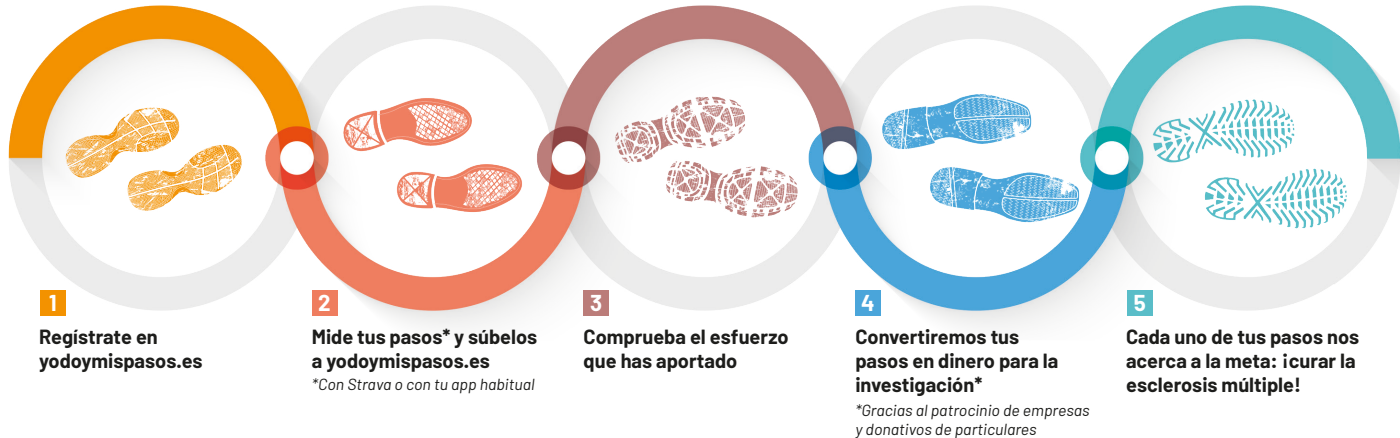 1
Regístrate en
yodoymispasos.es
2
Mide tus pasos* y súbelos
a yodoymispasos.es
*Con Strava o con tu app habitual
3
Comprueba el esfuerzo
que has aportado
4
Convertiremos tus
pasos en dinero para la
investigación*
*Gracias al patrocinio de empresas
y donativos de particulares
5
Cada uno de tus pasos nos
acerca a la meta: ¡curar la
esclerosis múltiple!